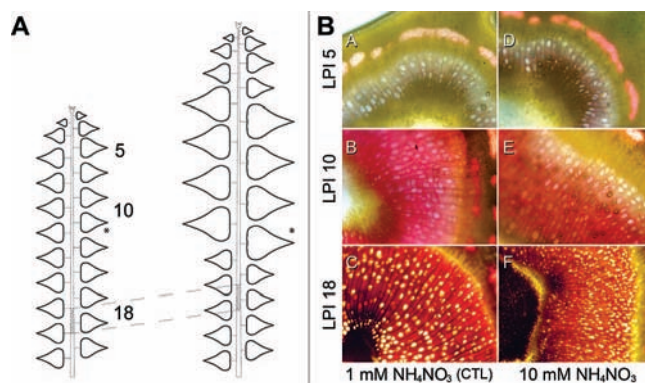 A
5
10
*
*
18
B
LPI 5
A
D
LPI 10
B
E
LPI 18
C
F
1 mM NH₄NO₃ (CTL)
10 mM NH₄NO₃